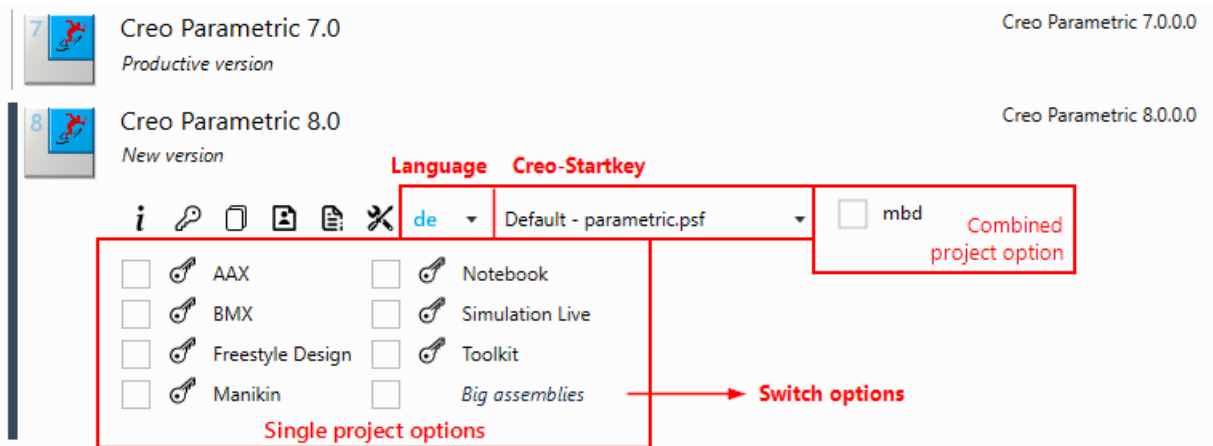 7
Creo Parametric 7.0
Creo Parametric 7.0.0.0
Productive version
8
Creo Parametric 8.0
Creo Parametric 8.0.0.0
New version
Language Creo-Startkey
i de Default - parametric.psf mbd
Combined
project option
AAX Notebook
BMX Simulation Live
Freestyle Design Toolkit
Manikin Big assemblies Switch options
Single project options